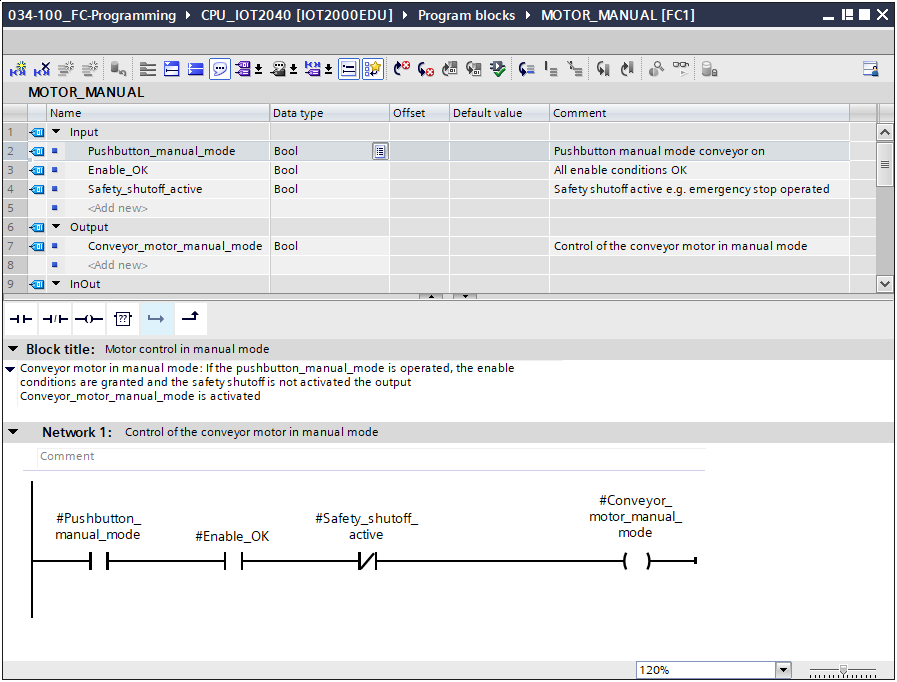 034-100_FC-Programming ▸ CPU_IOT2040 [IOT2000EDU] ▸ Program blocks ▸ MOTOR_MANUAL [FC1]
MOTOR_MANUAL
Name Data type Offset Default value Comment
1 Input
2 Pushbutton_manual_mode Bool Pushbutton manual mode conveyor on
3 Enable_OK Bool All enable conditions OK
4 Safety_shutoff_active Bool Safety shutoff active e.g. emergency stop operated
5 <Add new>
6 Output
7 Conveyor_motor_manual_mode Bool Control of the conveyor motor in manual mode
8 <Add new>
9 InOut
??
Block title: Motor control in manual mode
Conveyor motor in manual mode: If the pushbutton_manual_mode is operated, the enable
conditions are granted and the safety shutoff is not activated the output
Conveyor_motor_manual_mode is activated
Network 1: Control of the conveyor motor in manual mode
Comment
#Pushbutton_
manual_mode
#Enable_OK
#Safety_shutoff_
active
#Conveyor_
motor_manual_
mode
120%